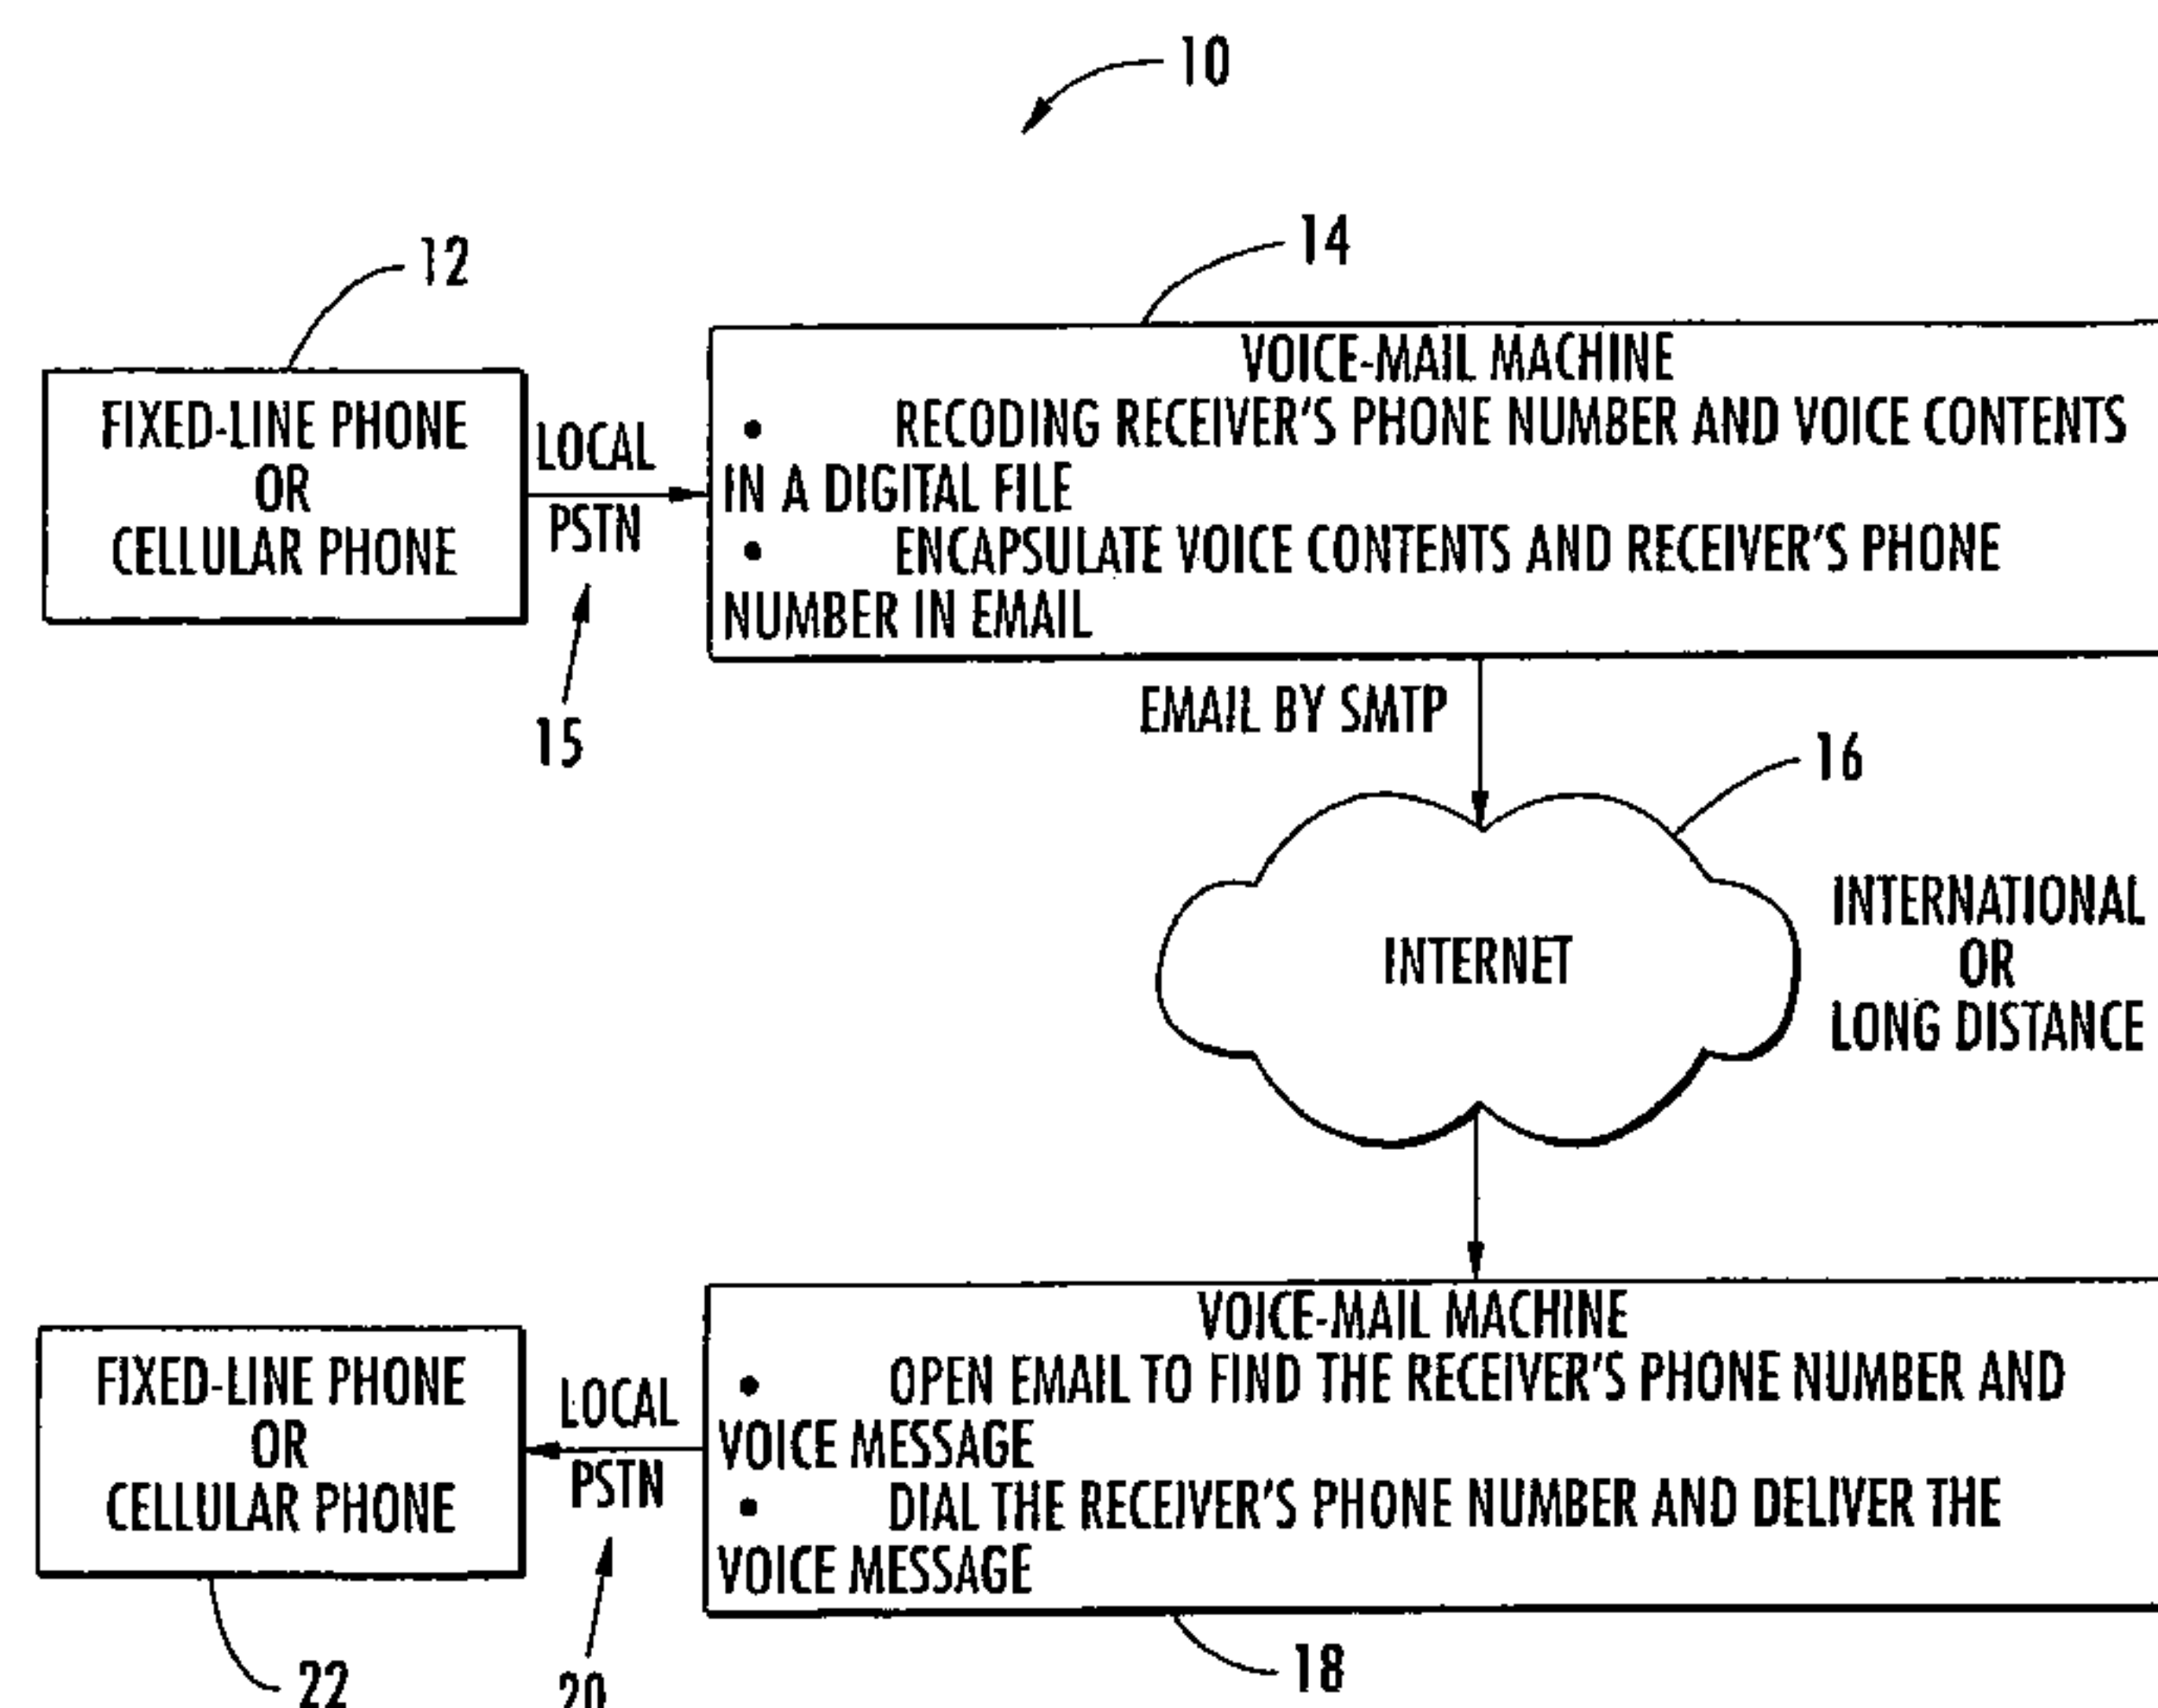 10
12
14
FIXED-LINE PHONE
OR
CELLULAR PHONE
LOCAL
PSTN
15
VOICE-MAIL MACHINE
• RECODING RECEIVER'S PHONE NUMBER AND VOICE CONTENTS
IN A DIGITAL FILE
• ENCAPSULATE VOICE CONTENTS AND RECEIVER'S PHONE
NUMBER IN EMAIL
EMAIL BY SMTP
16
INTERNET
INTERNATIONAL
OR
LONG DISTANCE
VOICE-MAIL MACHINE
• OPEN EMAIL TO FIND THE RECEIVER'S PHONE NUMBER AND
VOICE MESSAGE
• DIAL THE RECEIVER'S PHONE NUMBER AND DELIVER THE
VOICE MESSAGE
18
LOCAL
PSTN
20
FIXED-LINE PHONE
OR
CELLULAR PHONE
22